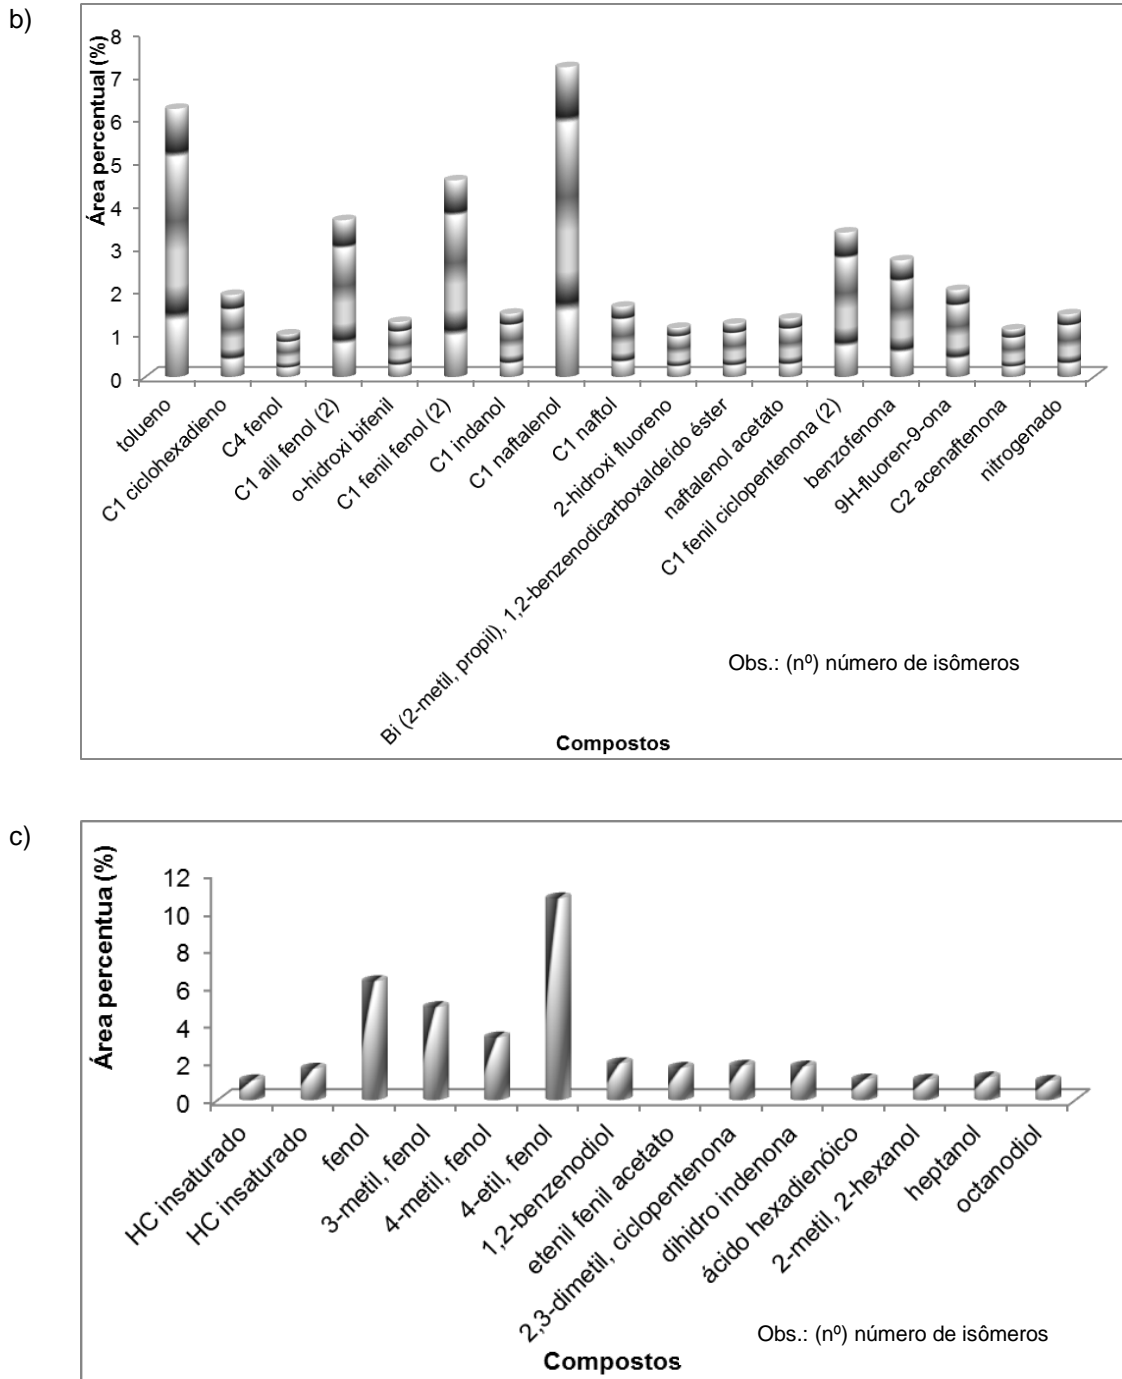 b)
Área percentual (%)
8
7
6
5
4
3
2
1
0
tolueno
C1 ciclohexadieno
C4 fenol
C1 alil fenol (2)
o-hidroxi bifenil
C1 fenil fenol (2)
C1 indanol
C1 naftalenol
C1 naftol
2-hidroxi fluoreno
Bi (2-metil, propil), 1,2-benzenodicarboxaldeído éster
naftalenol acetato
C1 fenil ciclopentenona (2)
benzofenona
9H-fluoren-9-ona
C2 acenaftenona
nitrogenado
Obs.: (nº) número de isômeros
Compostos
c)
Área percentua (%)
12
10
8
6
4
2
0
HC insaturado
HC insaturado
fenol
3-metil, fenol
4-metil, fenol
4-etil, fenol
1,2-benzenodiol
etenil fenil acetato
2,3-dimetil, ciclopentenona
dihidro indenona
ácido hexadienóico
2-metil, 2-hexanol
heptanol
octanodiol
Obs.: (nº) número de isômeros
Compostos